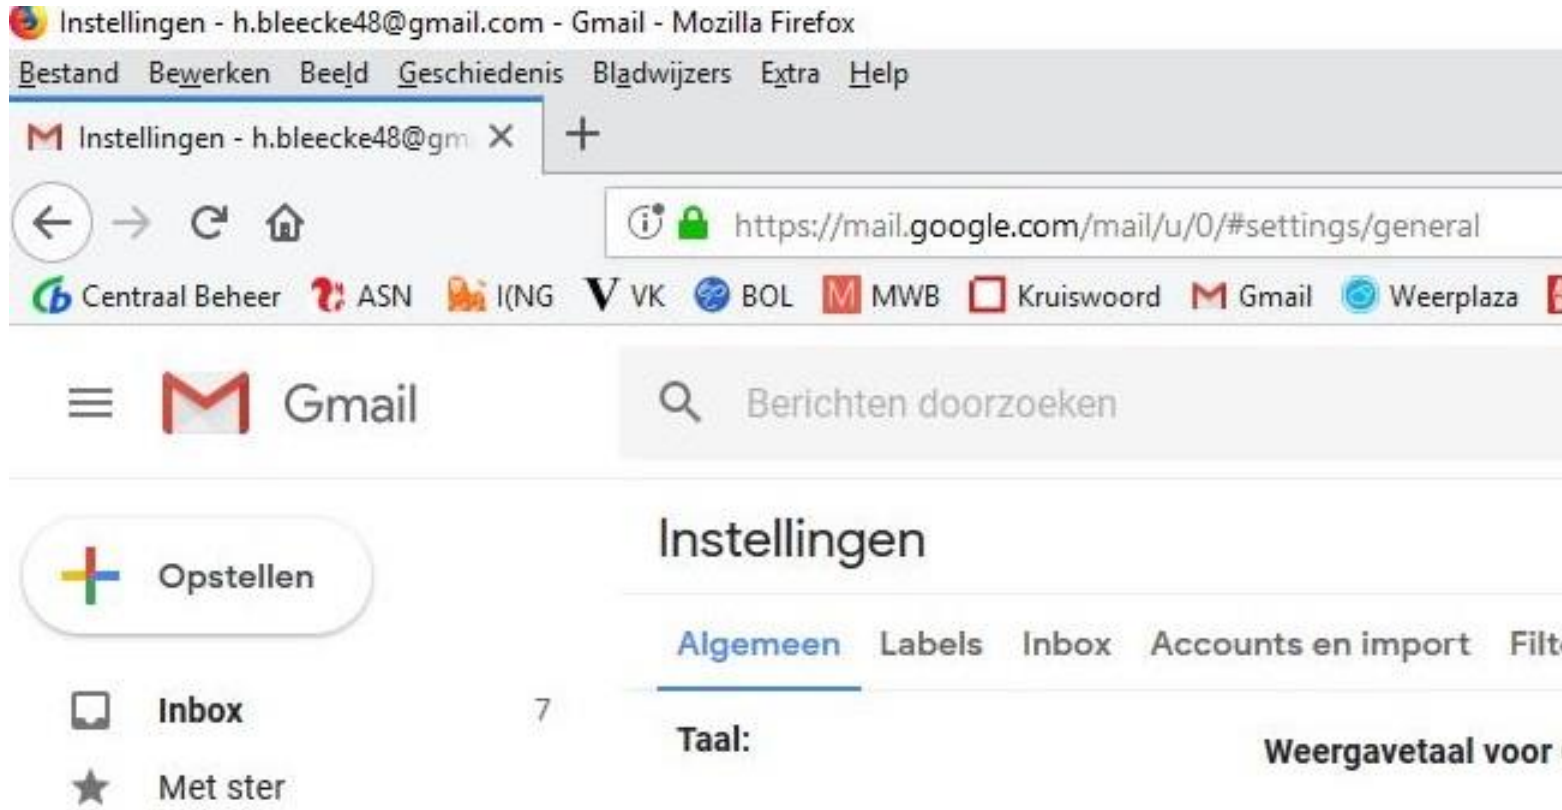 Instellingen - h.bleecke48@gmail.com - Gmail - Mozilla Firefox
Bestand Bewerken Beeld Geschiedenis Bladwijzers Extra Help
Instellingen - h.bleecke48@gm
https://mail.google.com/mail/u/0/#settings/general
Centraal Beheer ASN I(NG VK BOL MWB Kruiswoord Gmail Weerplaza
Gmail Berichten doorzoeken
Instellingen
Opstellen
Algemeen Labels Inbox Accounts en import Filt
Inbox 7
Taal: Weergavetaal voor
Met ster